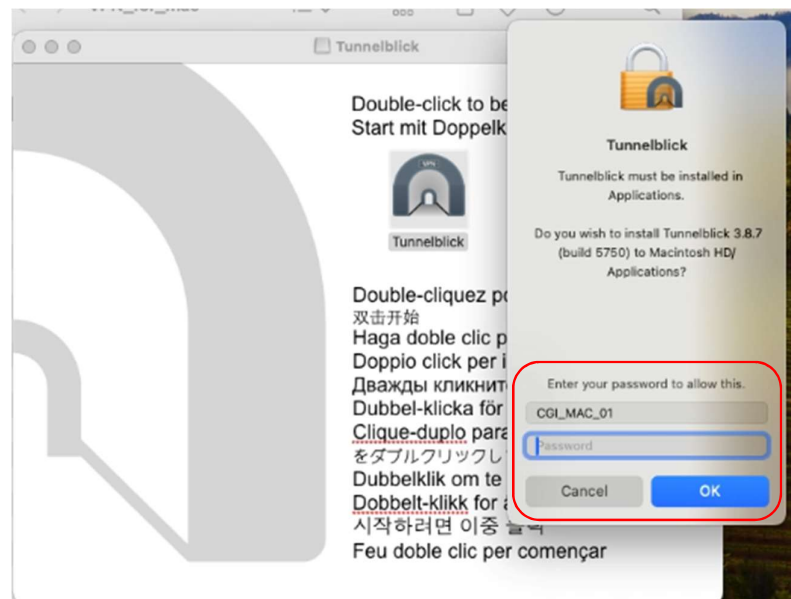 Tunnelblick
Double-click to be
Start mit Doppelk
Tunnelblick
Double-cliquez po
双击开始
Haga doble clic p
Doppio click per i
Дважды кликнит
Dubbel-klicka för
Clique-duplo para
をダブルクリックし
Dubbelklik om te
Dobbelt-klikk for
시작하려면 이중
Feu doble clic per començar
Tunnelblick
Tunnelblick must be installed in
Applications.
Do you wish to install Tunnelblick 3.8.7
(build 5750) to Macintosh HD/
Applications?
Enter your password to allow this.
CGI_MAC_01
Password
Cancel
OK